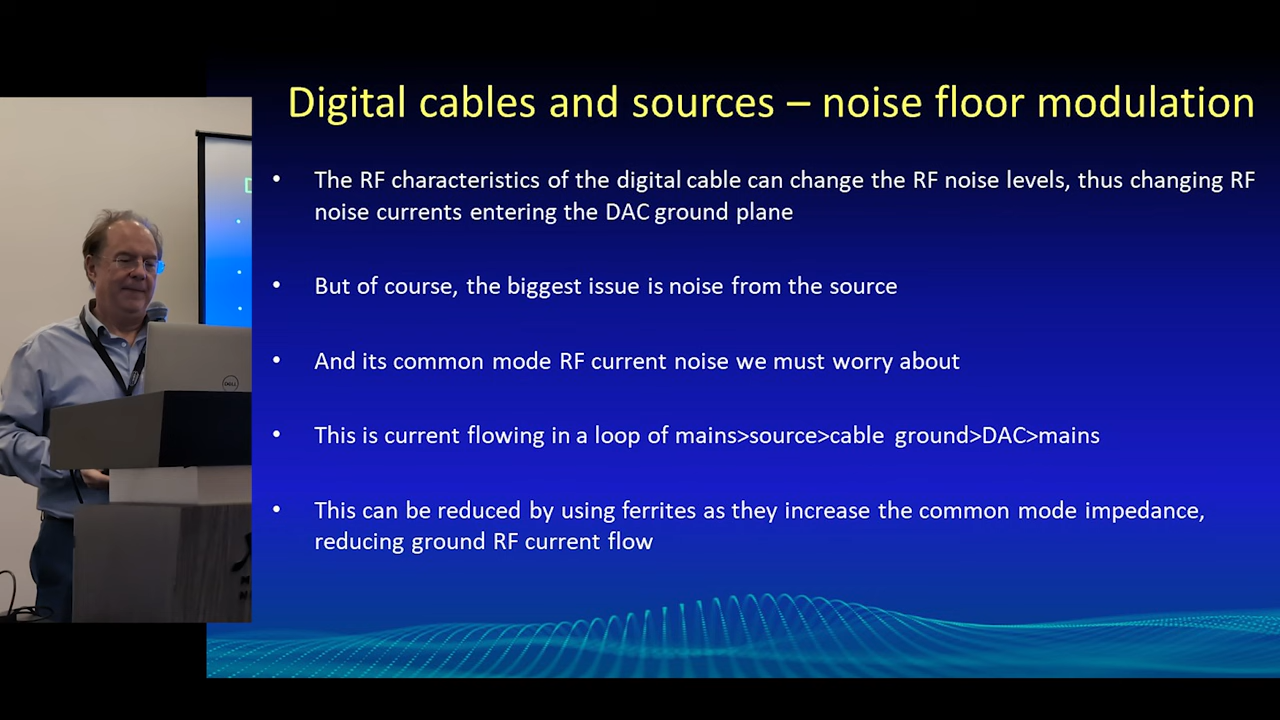 Digital cables and sources – noise floor modulation
• The RF characteristics of the digital cable can change the RF noise levels, thus changing RF
noise currents entering the DAC ground plane
• But of course, the biggest issue is noise from the source
• And its common mode RF current noise we must worry about
• This is current flowing in a loop of mains>source>cable ground>DAC>mains
• This can be reduced by using ferrites as they increase the common mode impedance,
reducing ground RF current flow
DELL